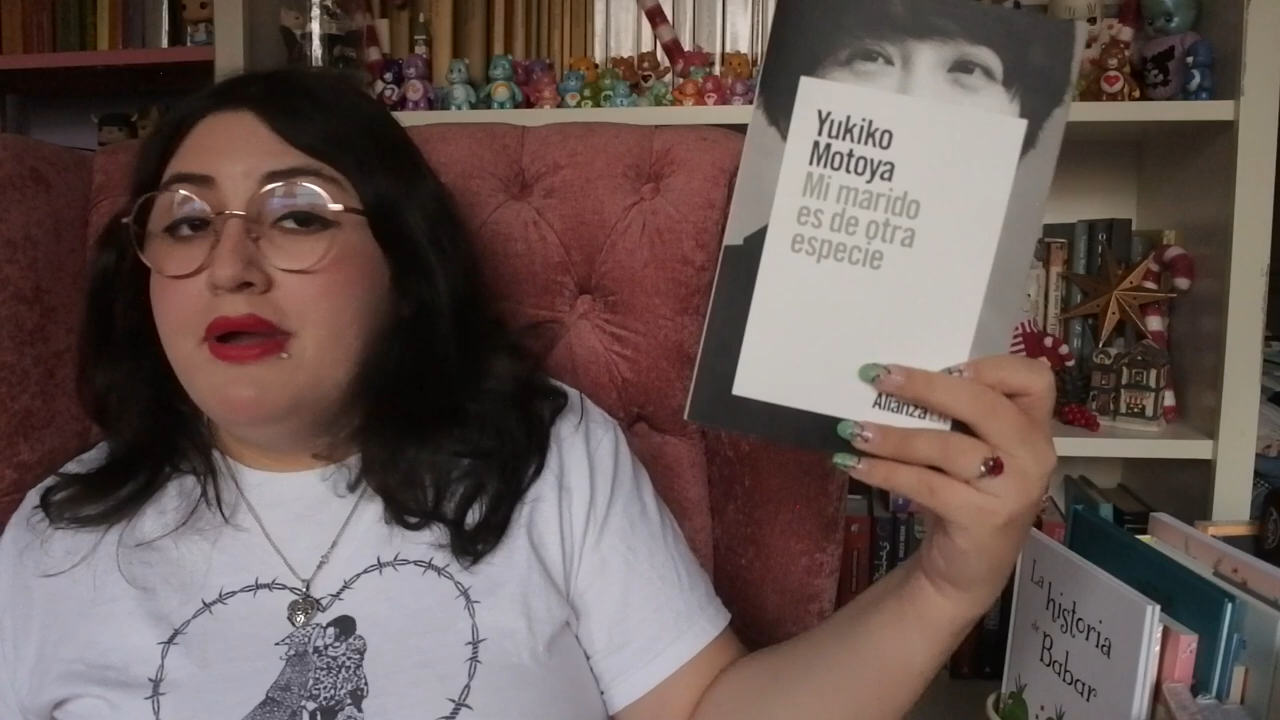 Yukiko
Motoya
Mi marido
es de otra
especie
Alianza
La
historia
de
Babar